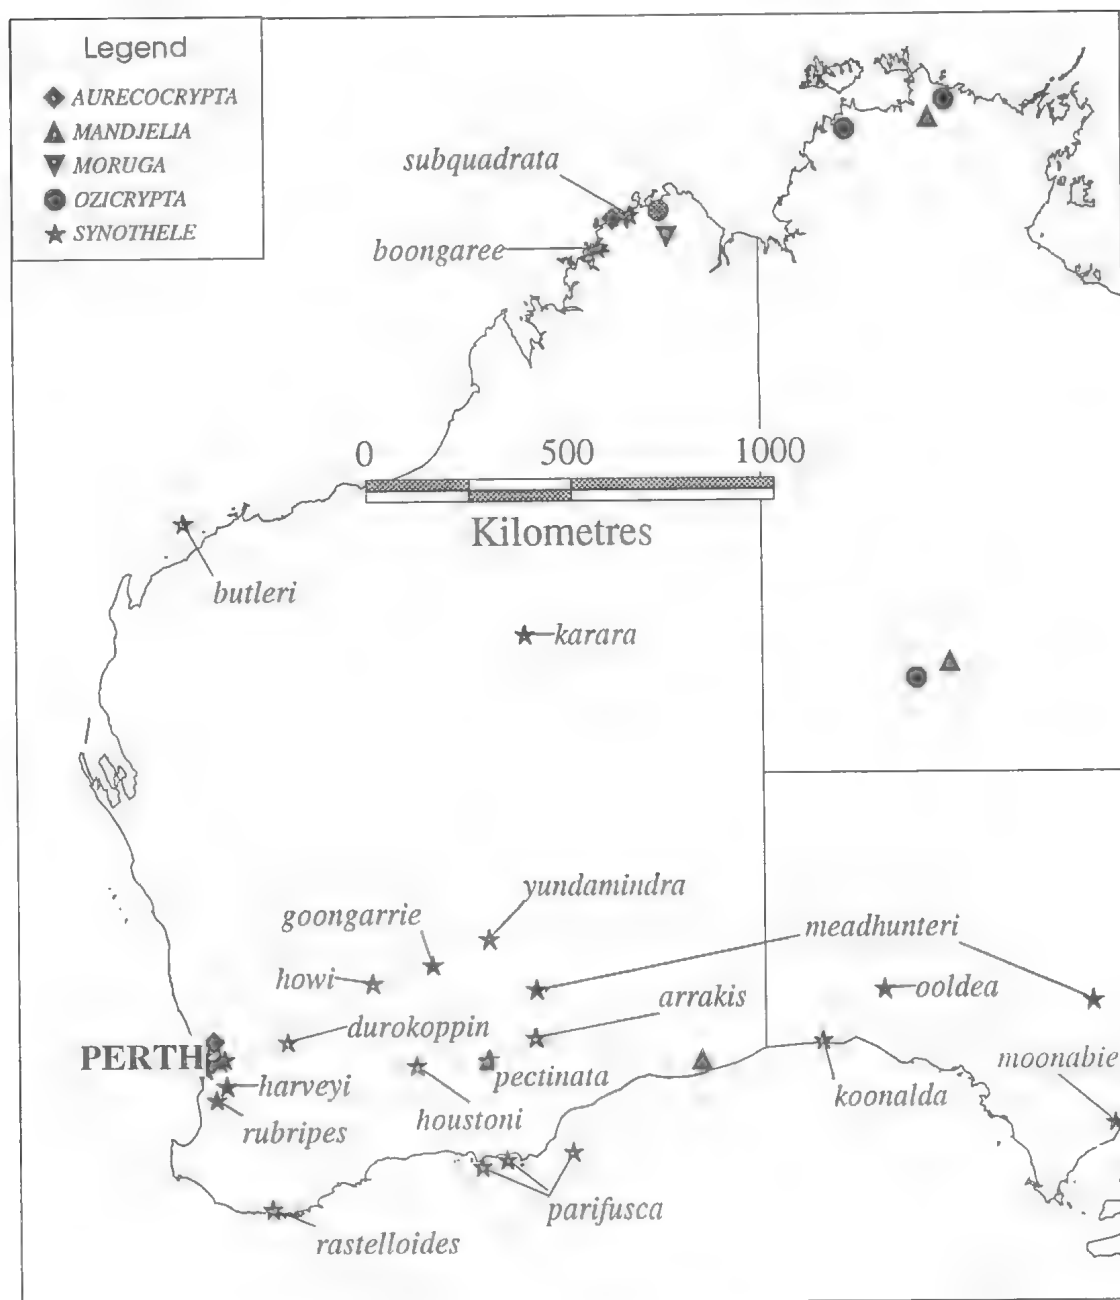 Legend
AURECOCRYPTA
MANDJELIA
MORUGA
OZICRYPTA
SYNOTHELE
subquadrata
boongaree
0 500 1000
Kilometres
butleri
karara
yundamindra
goongarrie
meadhunteri
howi
arrakis
ooldea
durokoppin
PERTH
pectinata
moonabie
harveyi
koonalda
houstoni
rubripes
parifusca
rastelloides